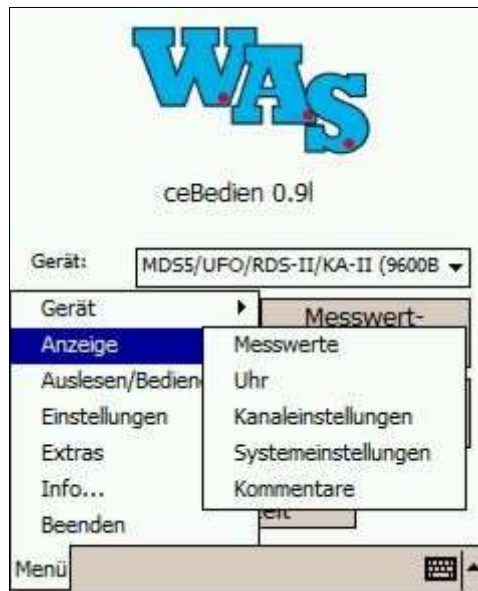 W.A.S
ceBedien 0.9l
Gerät:
MDS5/UFO/RDS-II/KA-II (9600B
Messwert-
Gerät
Anzeige
Auslesen/Bedien
Einstellungen
Extras
Info...
Beenden
Messwerte
Uhr
Kanaleinstellungen
Systemeinstellungen
Kommentare
Menü